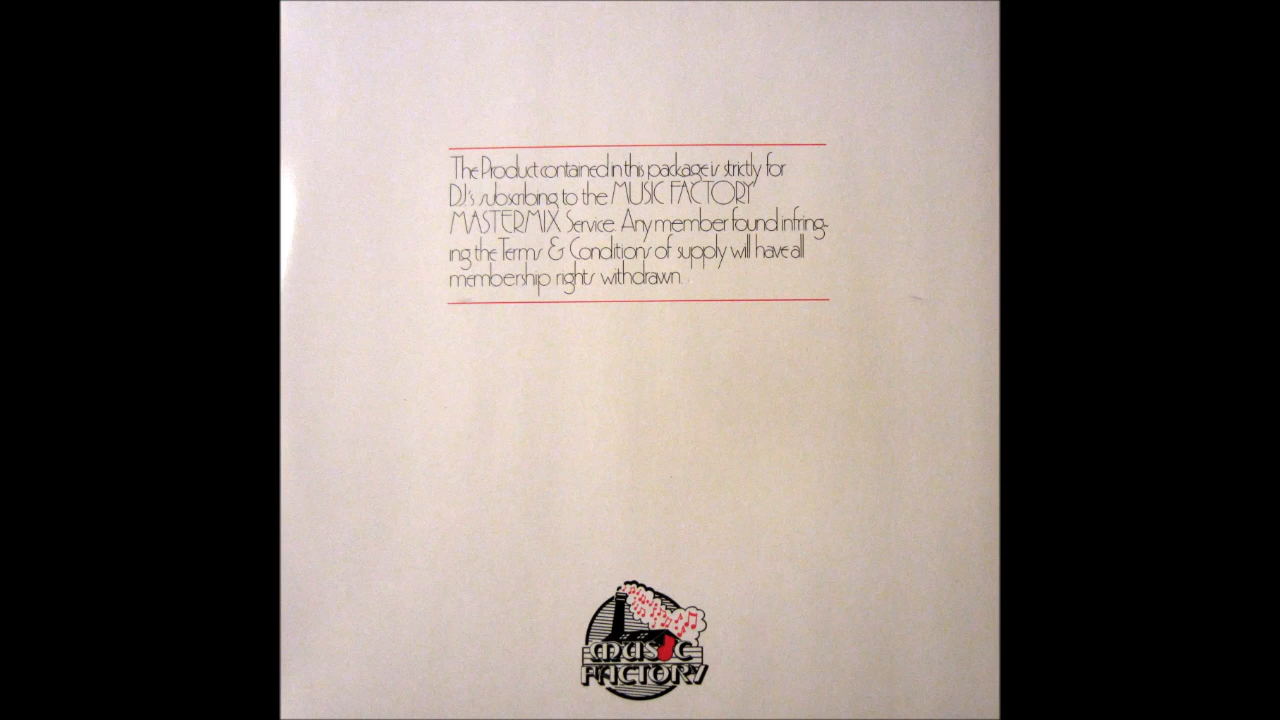 The Product contained in this package is strictly for
DJ's subscribing to the MUSIC FACTORY
MASTERMIX Service. Any member found infring-
ing the Terms & Conditions of supply will have all
membership rights withdrawn.
MUSIC
FACTORY